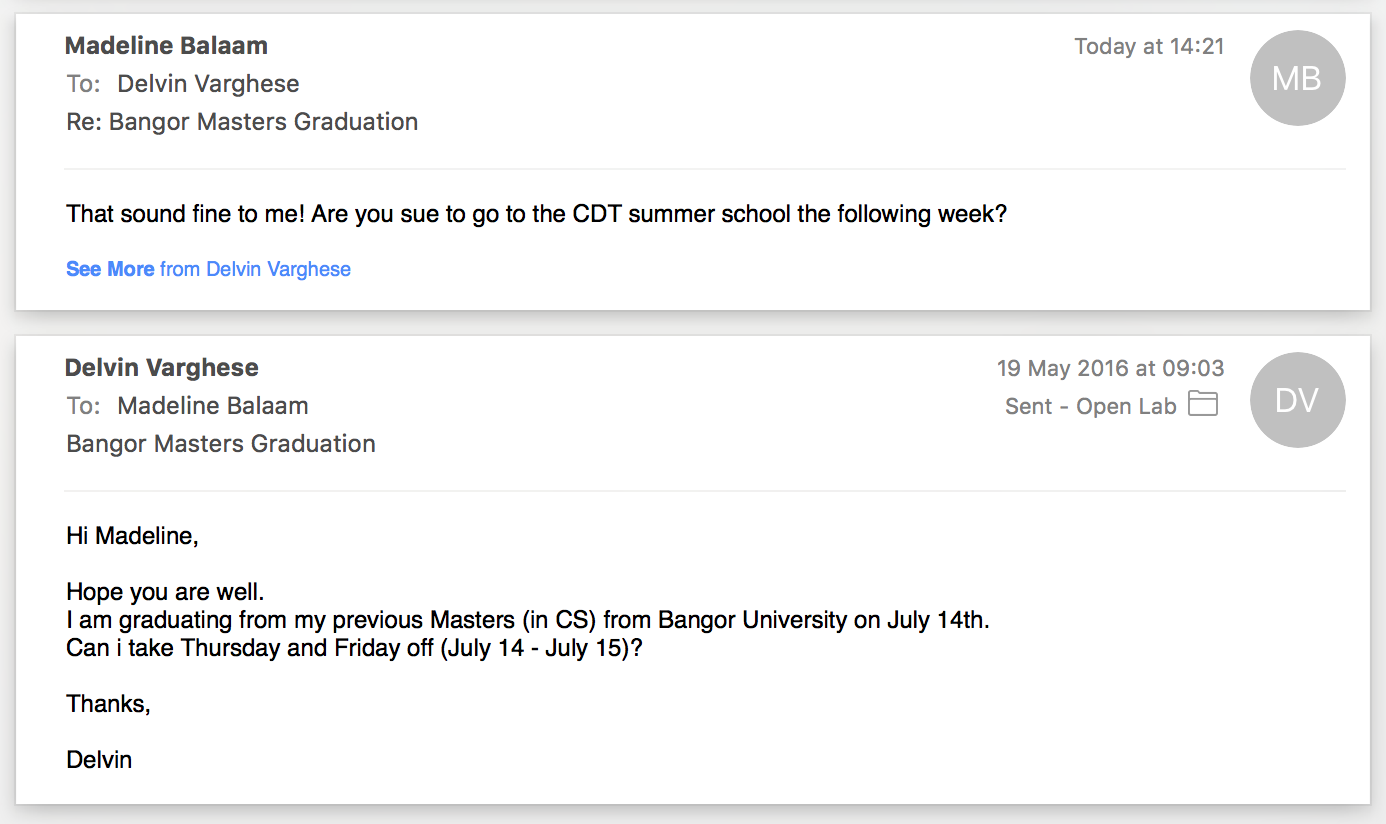 Madeline Balaam
Today at 14:21
MB
To: Delvin Varghese
Re: Bangor Masters Graduation
That sound fine to me! Are you sue to go to the CDT summer school the following week?
See More from Delvin Varghese
Delvin Varghese
19 May 2016 at 09:03
DV
To: Madeline Balaam
Sent - Open Lab
Bangor Masters Graduation
Hi Madeline,
Hope you are well.
I am graduating from my previous Masters (in CS) from Bangor University on July 14th.
Can i take Thursday and Friday off (July 14 - July 15)?
Thanks,
Delvin